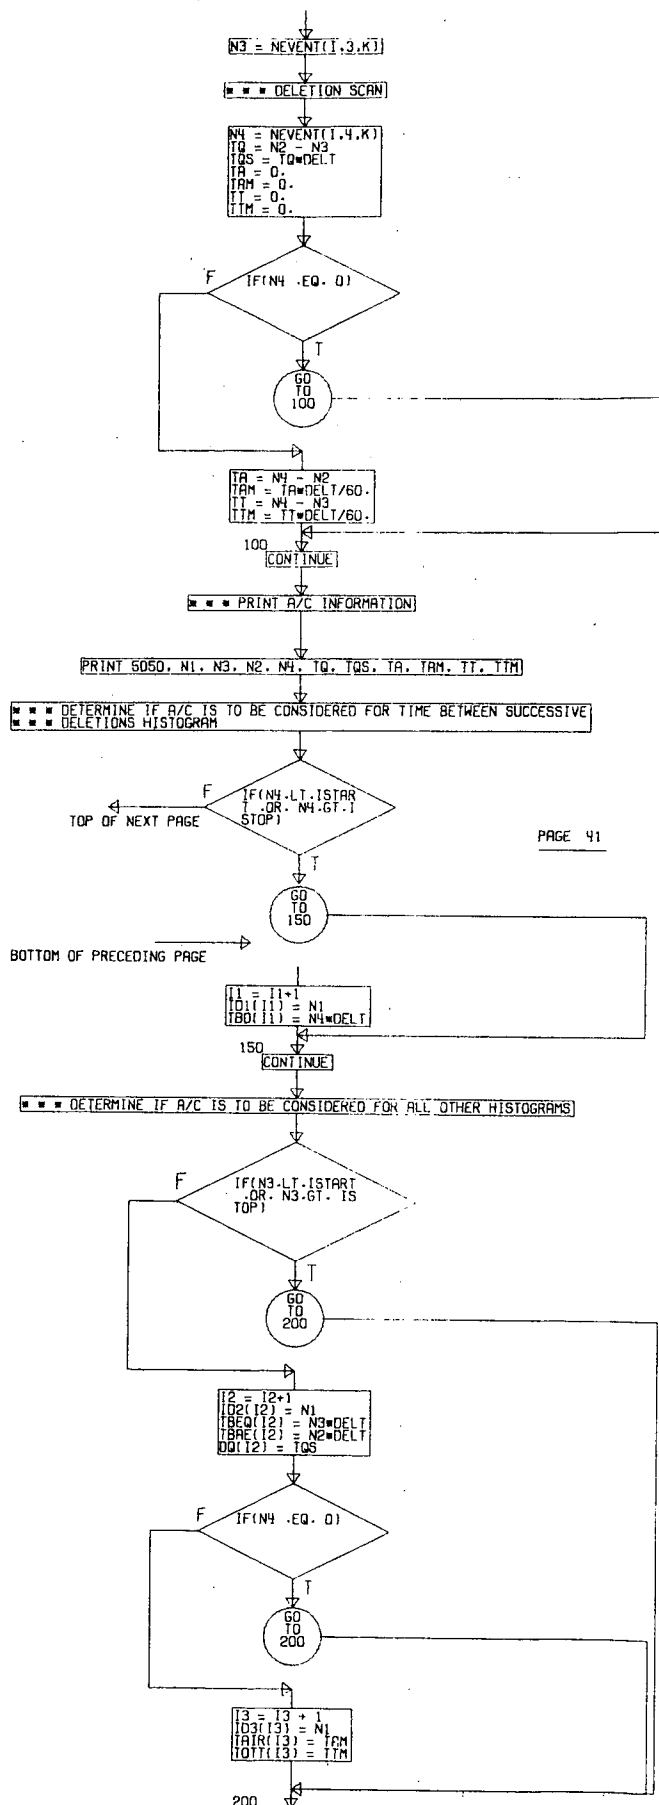 N3 = NEVENT(I,3,K)
* * * DELETION SCAN
N4 = NEVENT(I,4,K)
TQ = N2 - N3
TQS = TQ*DELT
TA = 0.
TAM = 0.
TT = 0.
TTM = 0.
F
IF(N4 .EQ. 0)
T
GO
TO
100
TA = N4 - N2
TAM = TA*DELT/60.
TT = N4 - N3
TTM = TT*DELT/60.
100
CONTINUE
* * * PRINT A/C INFORMATION
PRINT 5050, N1, N3, N2, N4, TQ, TQS, TA, TAM, TT, TTM
* * * DETERMINE IF A/C IS TO BE CONSIDERED FOR TIME BETWEEN SUCCESSIVE
* * * DELETIONS HISTOGRAM
F
IF(N4.LT.ISTAR
T .OR. N4.GT.I
STOP)
TOP OF NEXT PAGE
T
PAGE 41
GO
TO
150
BOTTOM OF PRECEDING PAGE
I1 = I1+1
ID1(I1) = N1
TBD(I1) = N4*DELT
150
CONTINUE
* * * DETERMINE IF A/C IS TO BE CONSIDERED FOR ALL OTHER HISTOGRAMS
F
IF(N3.LT.ISTART
.OR. N3.GT. IS
TOP)
T
GO
TO
200
I2 = I2+1
ID2(I2) = N1
TBEQ(I2) = N3*DELT
TBAE(I2) = N2*DELT
DQ(I2) = TQS
F
IF(N4 .EQ. 0)
T
GO
TO
200
I3 = I3 + 1
ID3(I3) = N1
TAIR(I3) = TAM
TOTT(I3) = TTM
200